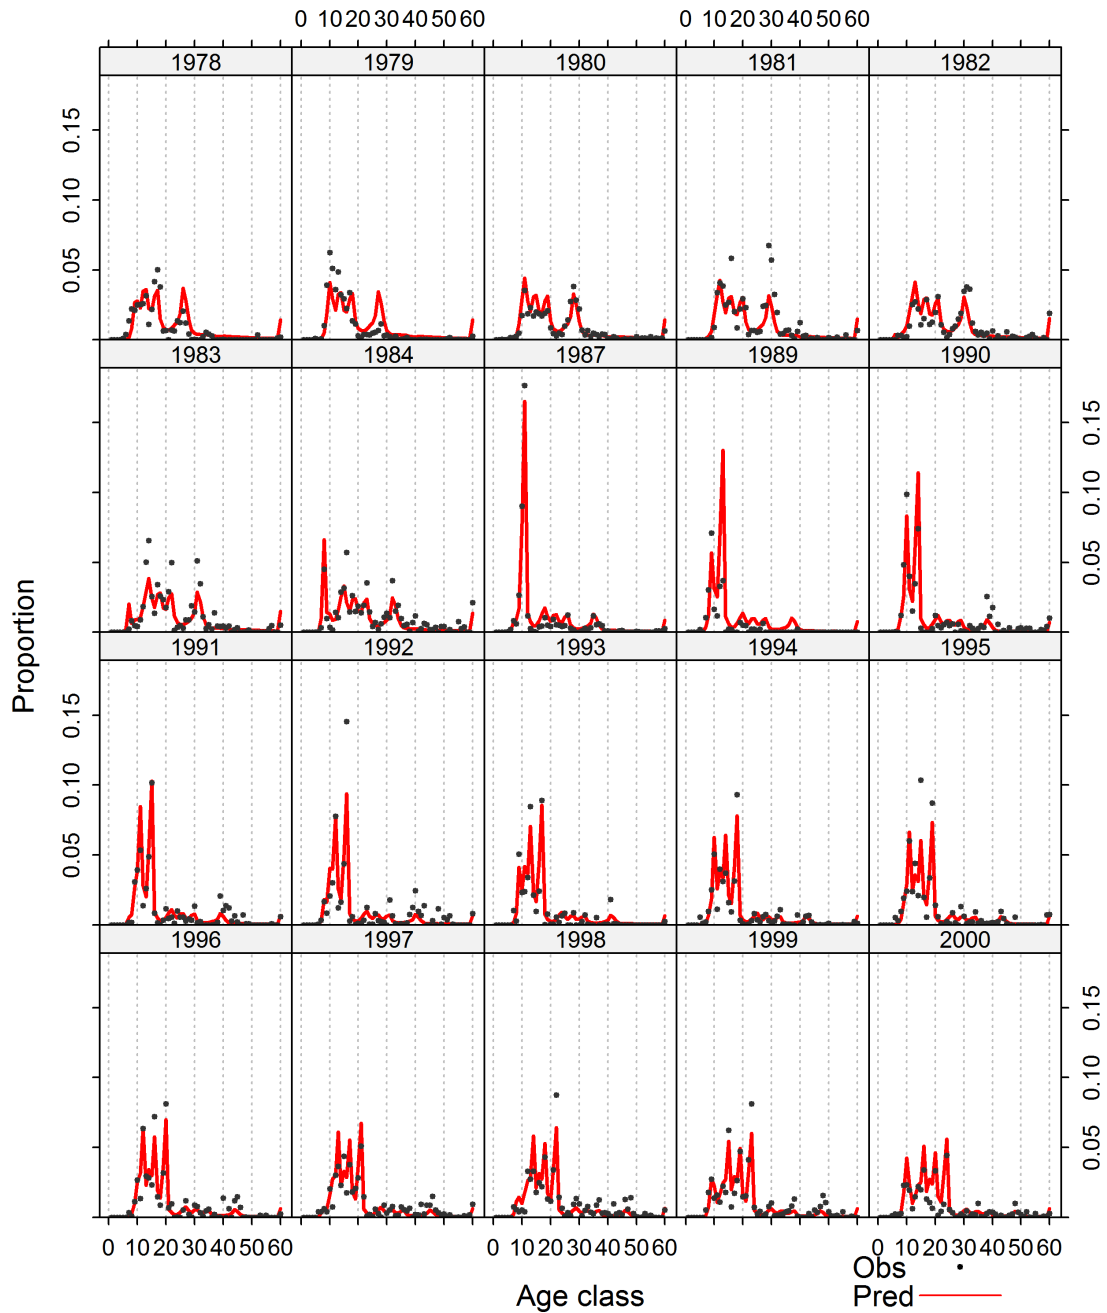 0 10 20 30 40 50 60 0 10 20 30 40 50 60
1978 1979 1980 1981 1982
0.05 0.10 0.15
1983 1984 1987 1989 1990
0.05 0.10 0.15
1991 1992 1993 1994 1995
0.05 0.10 0.15
1996 1997 1998 1999 2000
0.05 0.10 0.15
0 10 20 30 40 50 60 0 10 20 30 40 50 60 0 10 20 30 40 50 60
Proportion
Age class
Obs
Pred